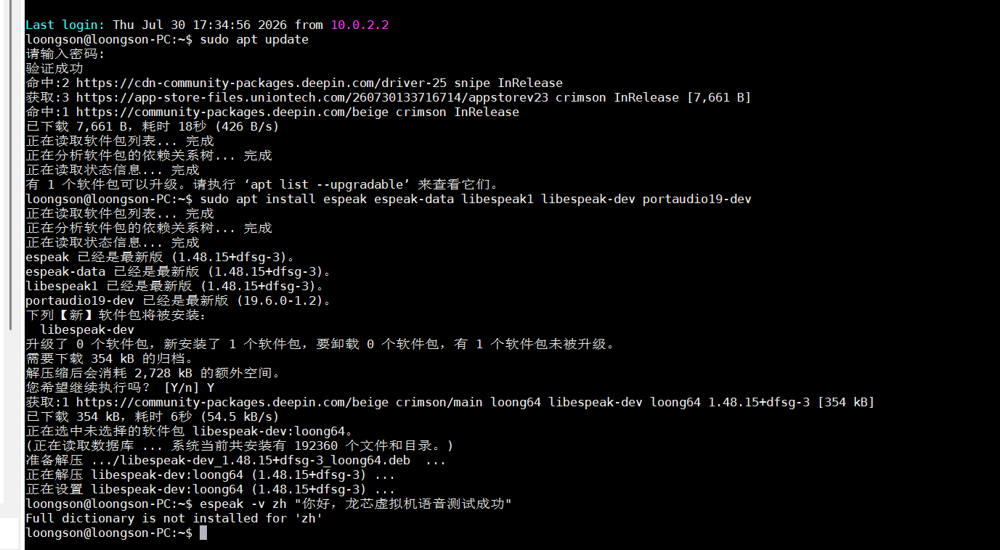 Last login: Thu Jul 30 17:34:56 2026 from 10.0.2.2
loongson@loongson-PC:~$ sudo apt update
请输入密码:
验证成功
命中:2 https://cdn-community-packages.deepin.com/driver-25 snipe InRelease
获取:3 https://app-store-files.uniontech.com/260730133716714/appstorev23 crimson InRelease [7,661 B]
命中:1 https://community-packages.deepin.com/beige crimson InRelease
已下载 7,661 B，耗时 18秒 (426 B/s)
正在读取软件包列表... 完成
正在分析软件包的依赖关系树... 完成
正在读取状态信息... 完成
有 1 个软件包可以升级。请执行 ‘apt list --upgradable’ 来查看它们。
loongson@loongson-PC:~$ sudo apt install espeak espeak-data libespeak1 libespeak-dev portaudio19-dev
正在读取软件包列表... 完成
正在分析软件包的依赖关系树... 完成
正在读取状态信息... 完成
espeak 已经是最新版 (1.48.15+dfsg-3)。
espeak-data 已经是最新版 (1.48.15+dfsg-3)。
libespeak1 已经是最新版 (1.48.15+dfsg-3)。
portaudio19-dev 已经是最新版 (19.6.0-1.2)。
下列【新】软件包将被安装：
  libespeak-dev
升级了 0 个软件包，新安装了 1 个软件包，要卸载 0 个软件包，有 1 个软件包未被升级。
需要下载 354 kB 的归档。
解压缩后会消耗 2,728 kB 的额外空间。
您希望继续执行吗？ [Y/n] Y
获取:1 https://community-packages.deepin.com/beige crimson/main loong64 libespeak-dev loong64 1.48.15+dfsg-3 [354 kB]
已下载 354 kB，耗时 6秒 (54.5 kB/s)
正在选中未选择的软件包 libespeak-dev:loong64。
(正在读取数据库 ... 系统当前共安装有 192360 个文件和目录。)
准备解压 .../libespeak-dev_1.48.15+dfsg-3_loong64.deb  ...
正在解压 libespeak-dev:loong64 (1.48.15+dfsg-3) ...
正在设置 libespeak-dev:loong64 (1.48.15+dfsg-3) ...
loongson@loongson-PC:~$ espeak -v zh "你好，龙芯虚拟机语音测试成功"
Full dictionary is not installed for 'zh'
loongson@loongson-PC:~$